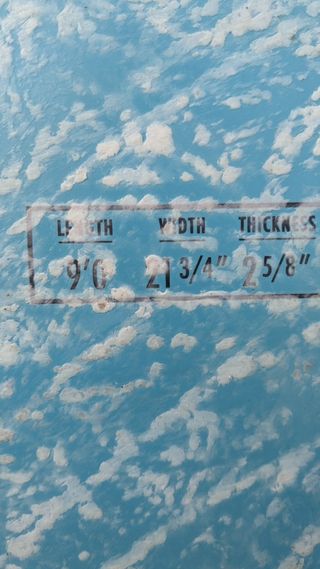 LENGTH WIDTH THICKNESS
9'0 21 3/4" 2 5/8"